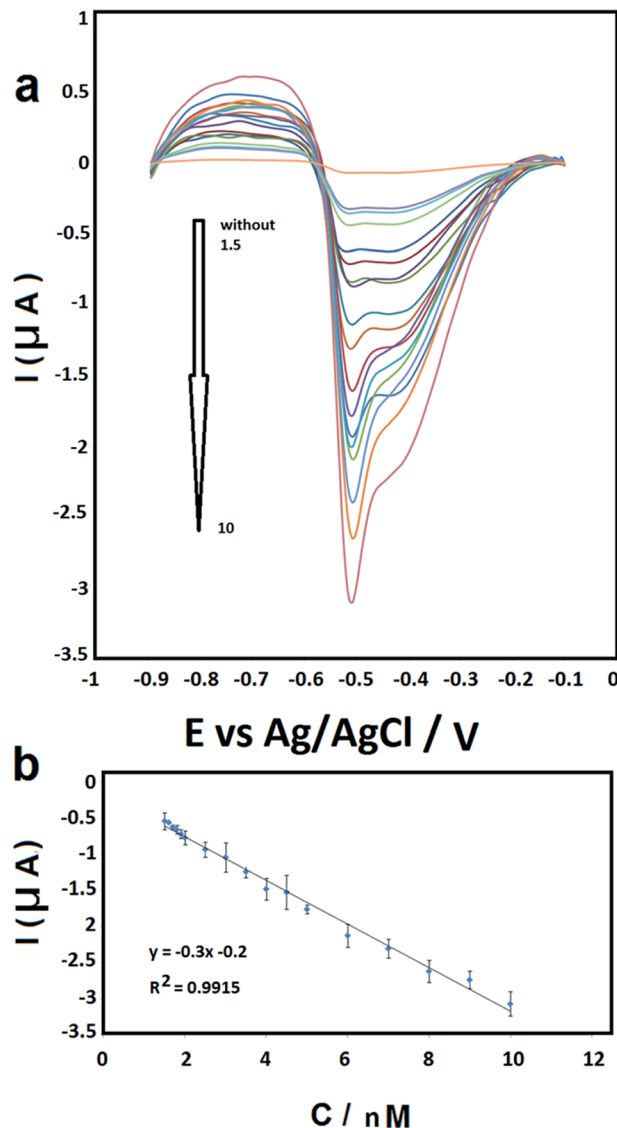 a
1
0.5
0
-0.5
-1
-1.5
-2
-2.5
-3
-3.5
I (µ A)
without
1.5
10
-1 -0.9 -0.8 -0.7 -0.6 -0.5 -0.4 -0.3 -0.2 -0.1 0
E vs Ag/AgCl / V
b
0
-0.5
-1
-1.5
2
-2.5
-3
-3.5
I (µ A)
y = -0.3x -0.2
R² = 0.9915
0 2 4 6 8 10 12
C / nM